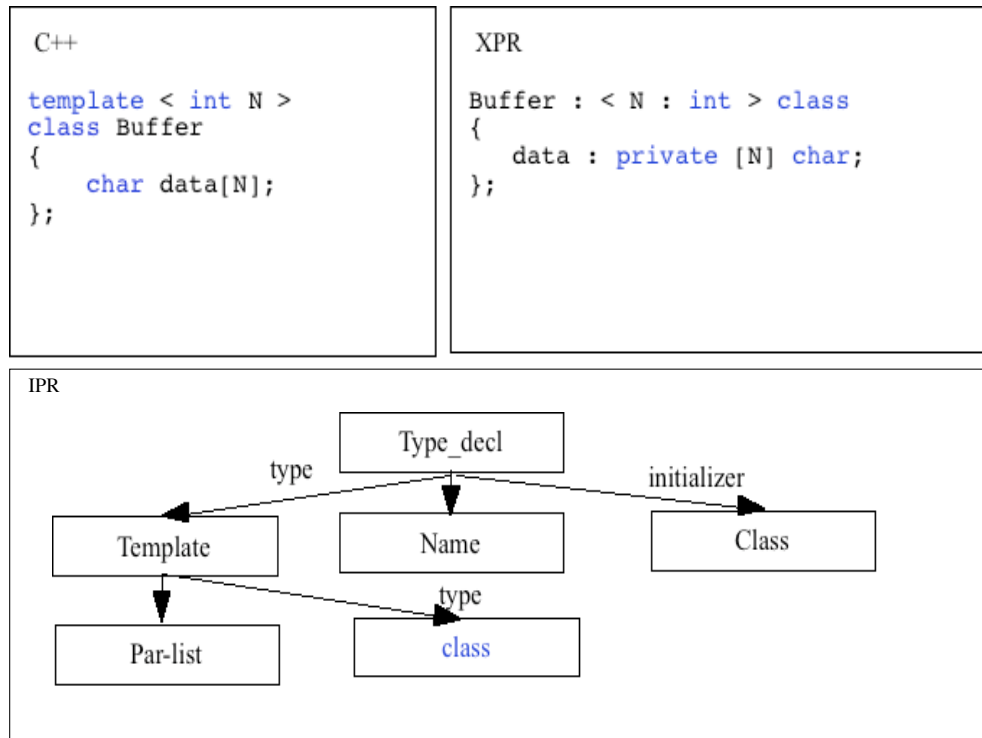 C++
template < int N >
class Buffer
{
char data[N];
};
XPR
Buffer : < N : int > class
{
data : private [N] char;
};
IPR
Type_decl
type
initializer
Template
Name
Class
type
Par-list
class